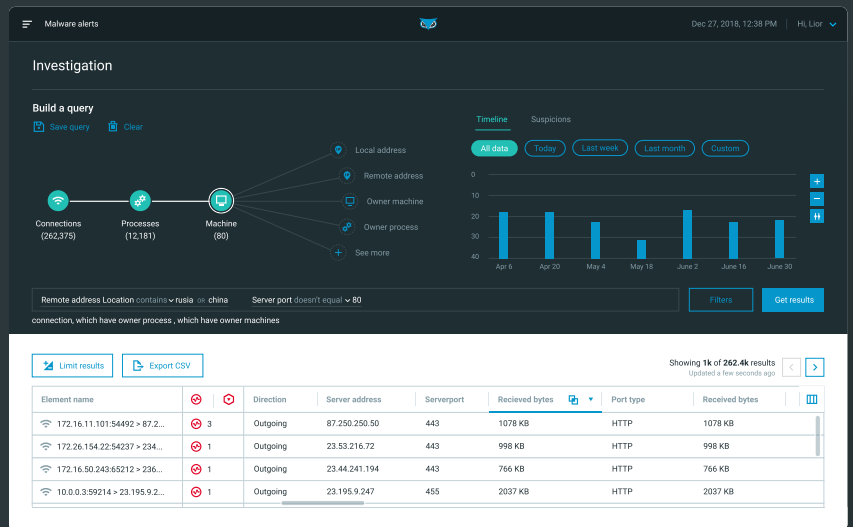 Malware alerts
Dec 27, 2018, 12:38 PM Hi, Lior
Investigation
Build a query
Save query Clear
Timeline Suspicions
All data Today Last week Last month Custom
Local address
Remote address
Owner machine
Owner process
See more
Connections
(262,375)
Processes
(12,181)
Machine
(80)
0
10
20
30
40
Apr 6 Apr 20 May 4 May 18 June 2 June 16 June 30
Remote address Location contains rusia OR china Server port doesn't equal 80
Filters Get results
connection, which have owner process , which have owner machines
Limit results Export CSV
Showing 1k of 262.4k results
Updated a few seconds ago
Element name Direction Server address Serverport Recieved bytes Port type Received bytes
172.16.11.101:54492 > 87.2... 3 Outgoing 87.250.250.50 443 1078 KB HTTP 1078 KB
172.26.154.22:54237 > 234... 1 Outgoing 23.53.216.72 443 998 KB HTTP 998 KB
172.16.50.243:65212 > 236... 1 Outgoing 23.44.241.194 443 766 KB HTTP 766 KB
10.0.0.3:59214 > 23.195.9.2... 1 Outgoing 23.195.9.247 455 2037 KB HTTP 2037 KB